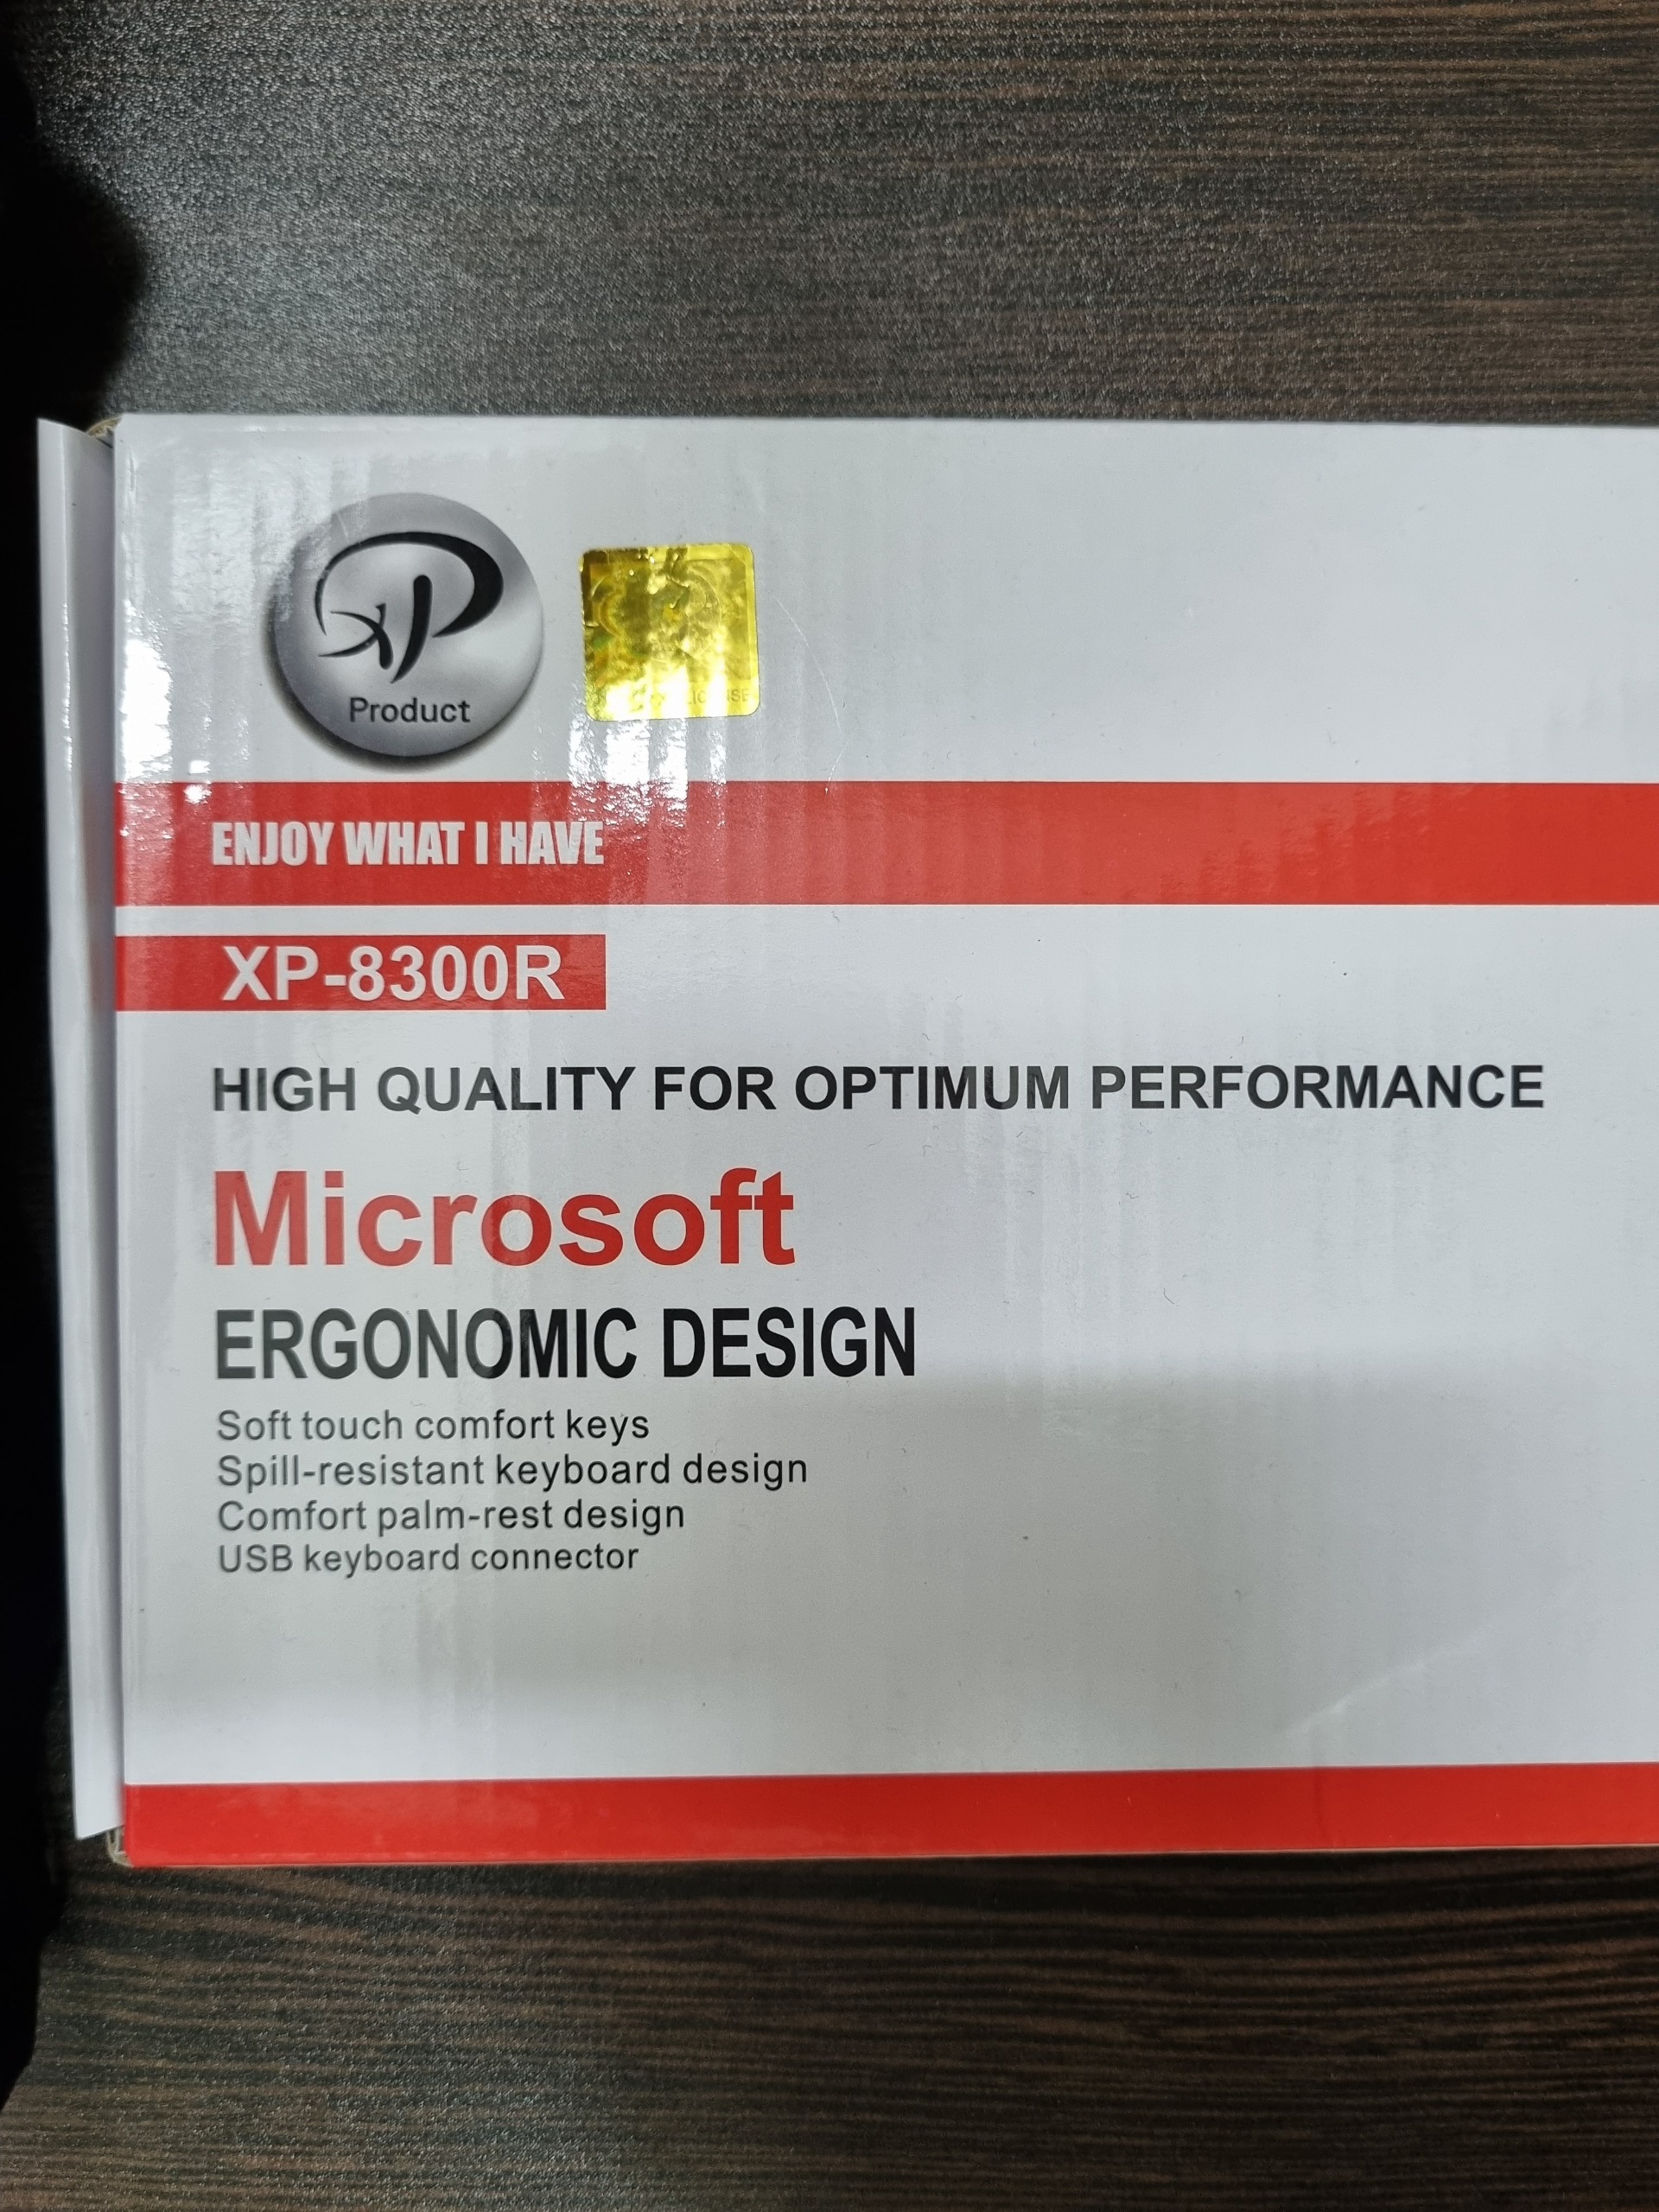 XP
Product
ENJOY WHAT I HAVE
XP-8300R
HIGH QUALITY FOR OPTIMUM PERFORMANCE
Microsoft
ERGONOMIC DESIGN
Soft touch comfort keys
Spill-resistant keyboard design
Comfort palm-rest design
USB keyboard connector